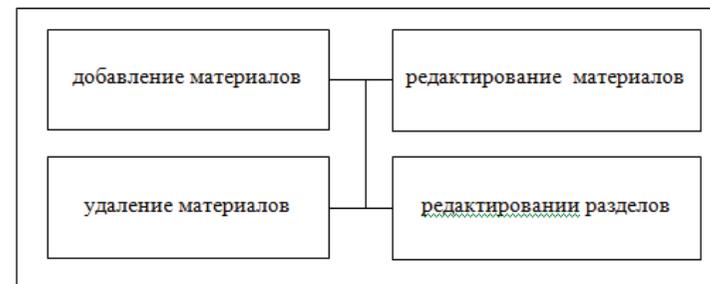 добавление материалов
редактирование материалов
удаление материалов
редактировании разделов